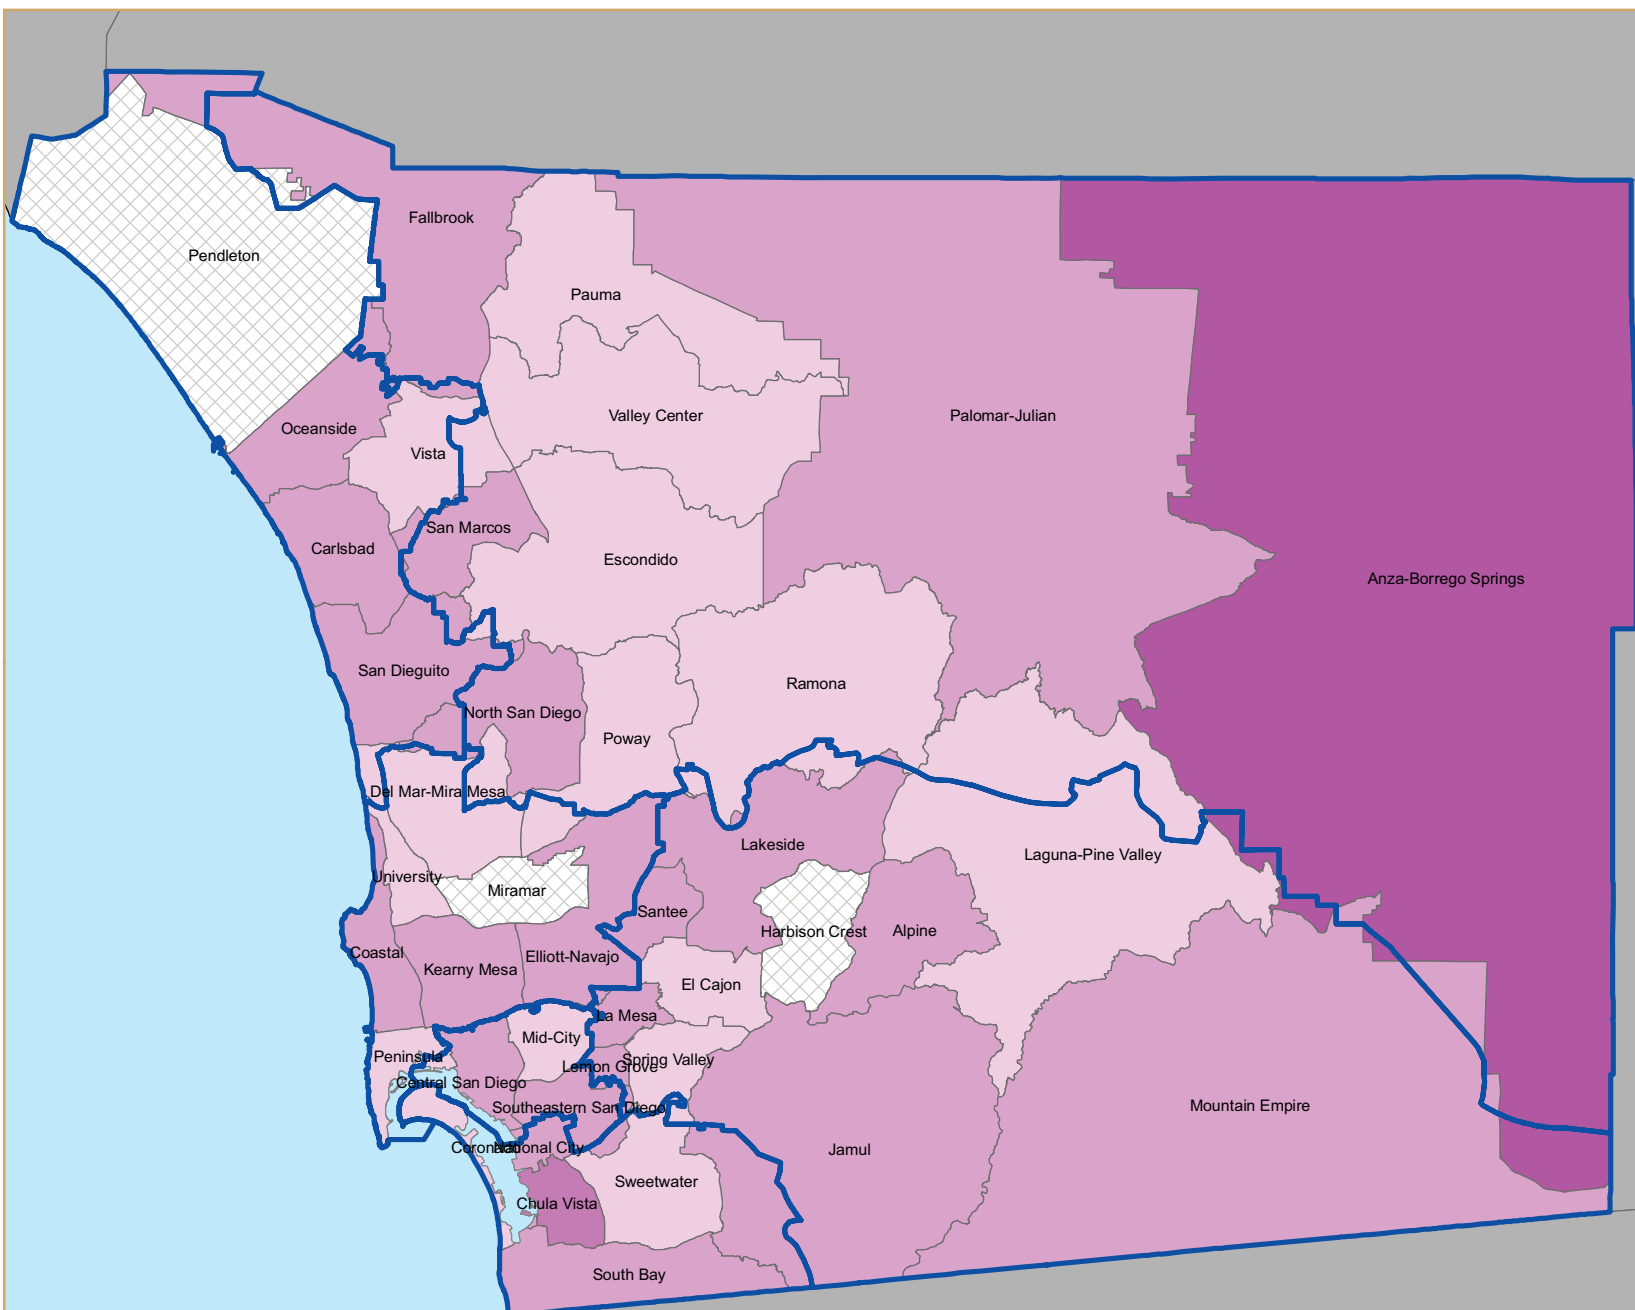 Fallbrook
Pendleton
Pauma
Valley Center
Palomar-Julian
Oceanside
Vista
San Marcos
Carlsbad
Escondido
Anza-Borrego Springs
San Dieguito
Ramona
North San Diego
Poway
Del Mar-Mira Mesa
Lakeside
Laguna-Pine Valley
University
Miramar
Santee
Harbison Crest
Alpine
Coastal
Elliott-Navajo
Kearny Mesa
El Cajon
La Mesa
Mid-City
Peninsula
Spring Valley
Lemon Grove
Central San Diego
Southeastern San Diego
Mountain Empire
Coronado
National City
Jamul
Sweetwater
Chula Vista
South Bay